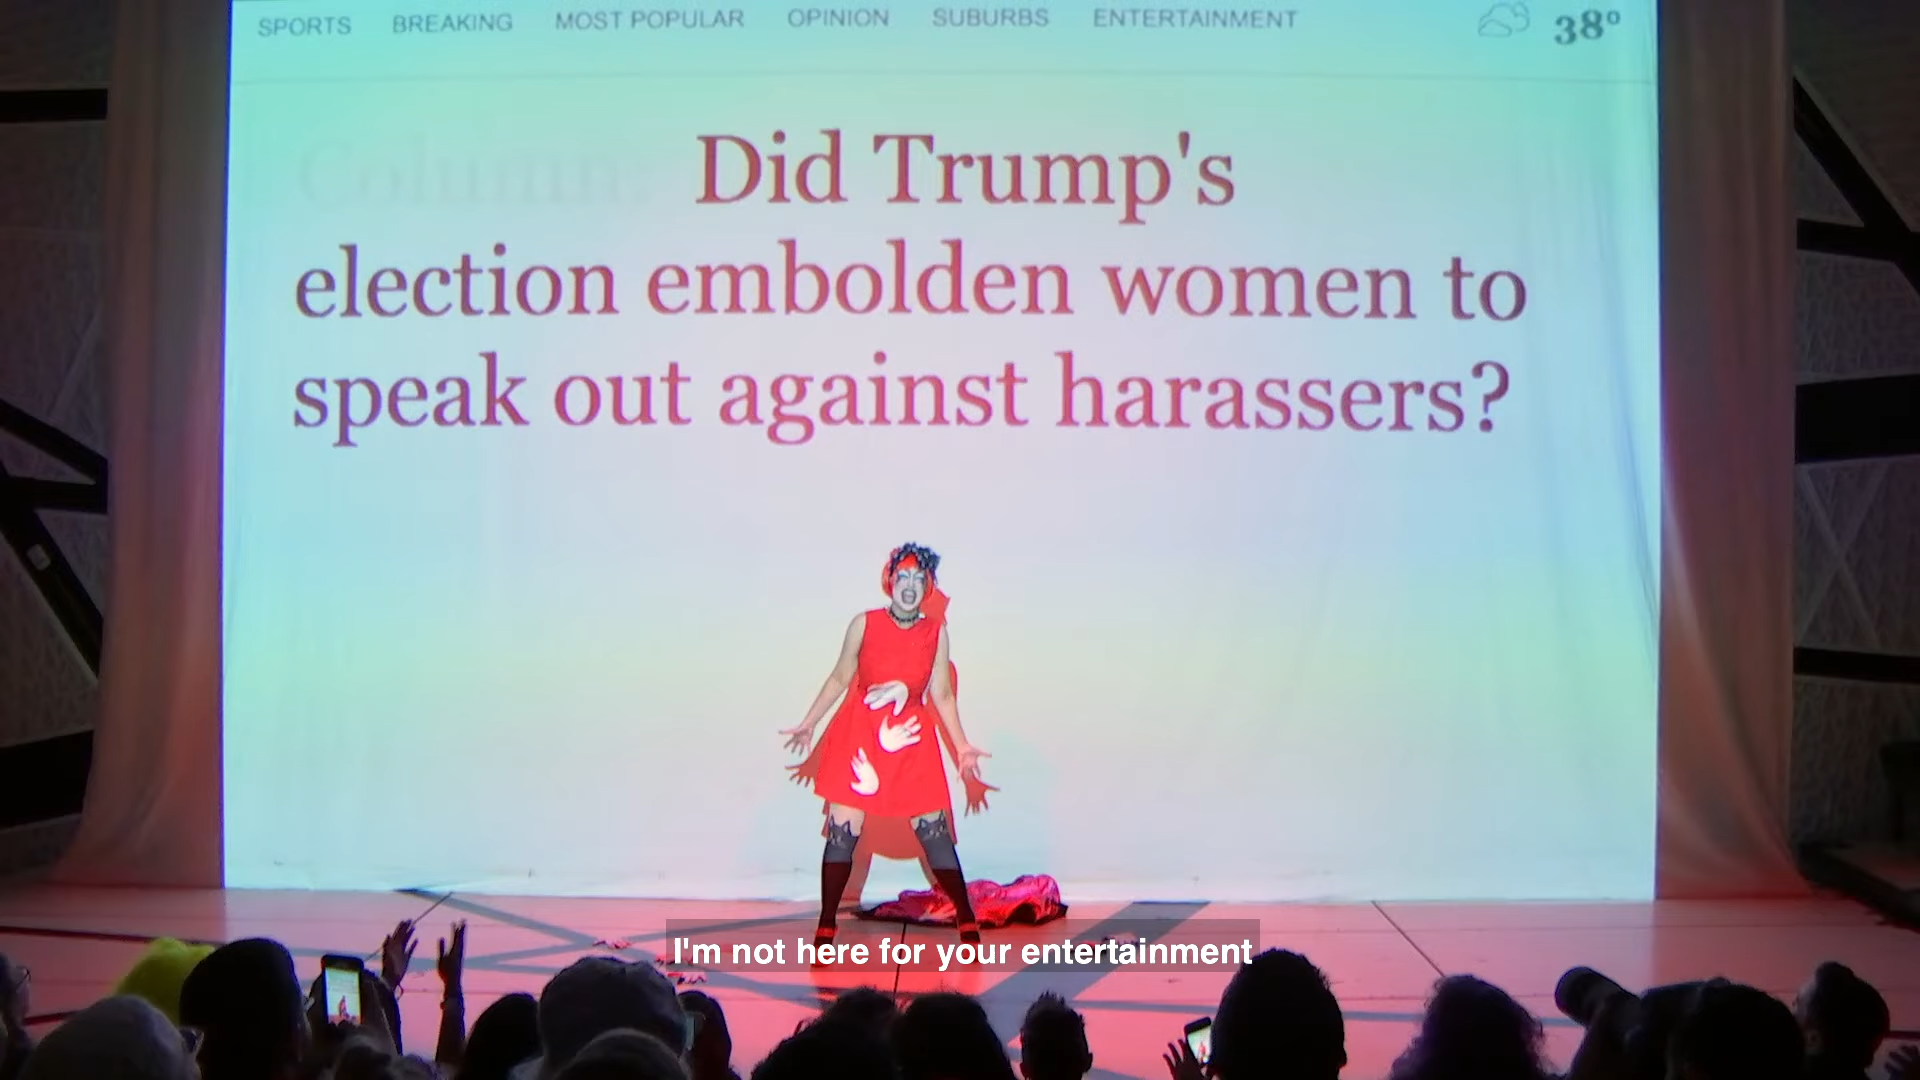 SPORTS BREAKING MOST POPULAR OPINION SUBURBS ENTERTAINMENT 38°
Column: Did Trump's
election embolden women to
speak out against harassers?
I'm not here for your entertainment